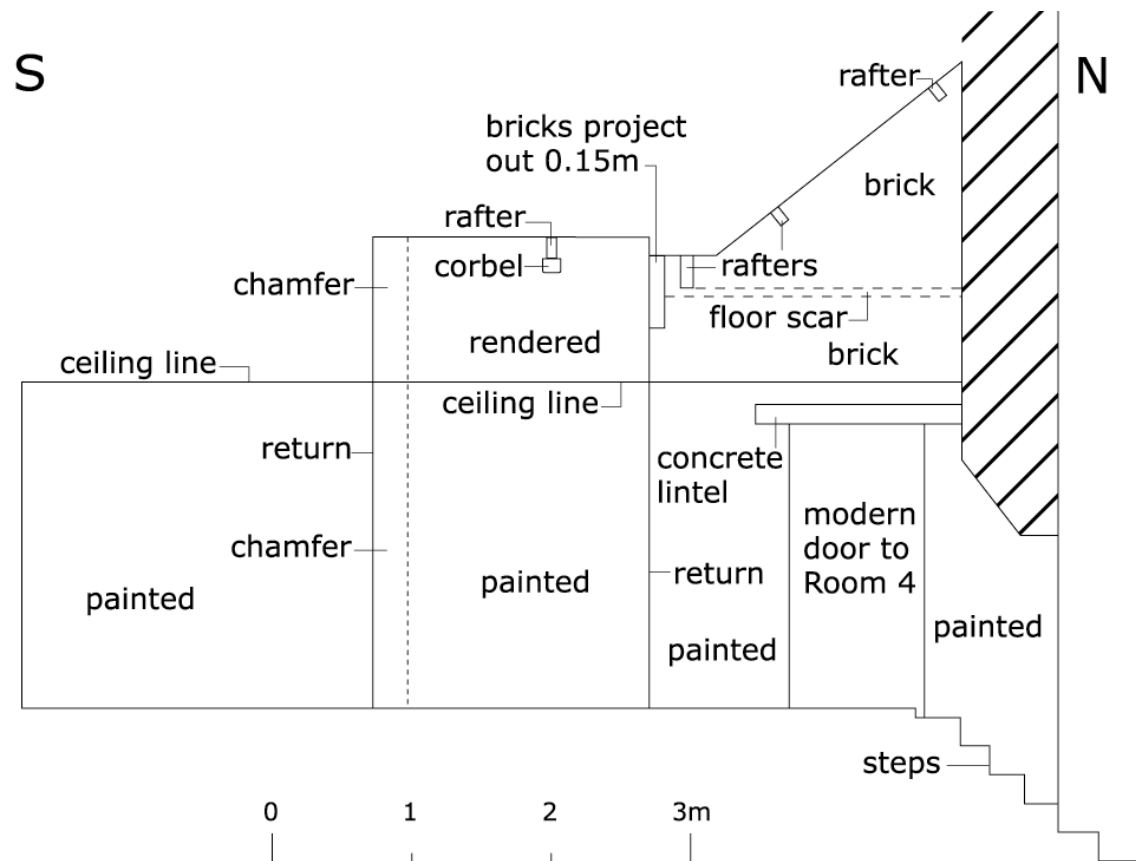 S
N
rafter
bricks project
out 0.15m
brick
rafter
corbel
rafters
chamfer
floor scar
rendered
brick
ceiling line
ceiling line
return
concrete
lintel
modern
door to
Room 4
chamfer
return
painted
painted
painted
painted
steps
0 1 2 3m